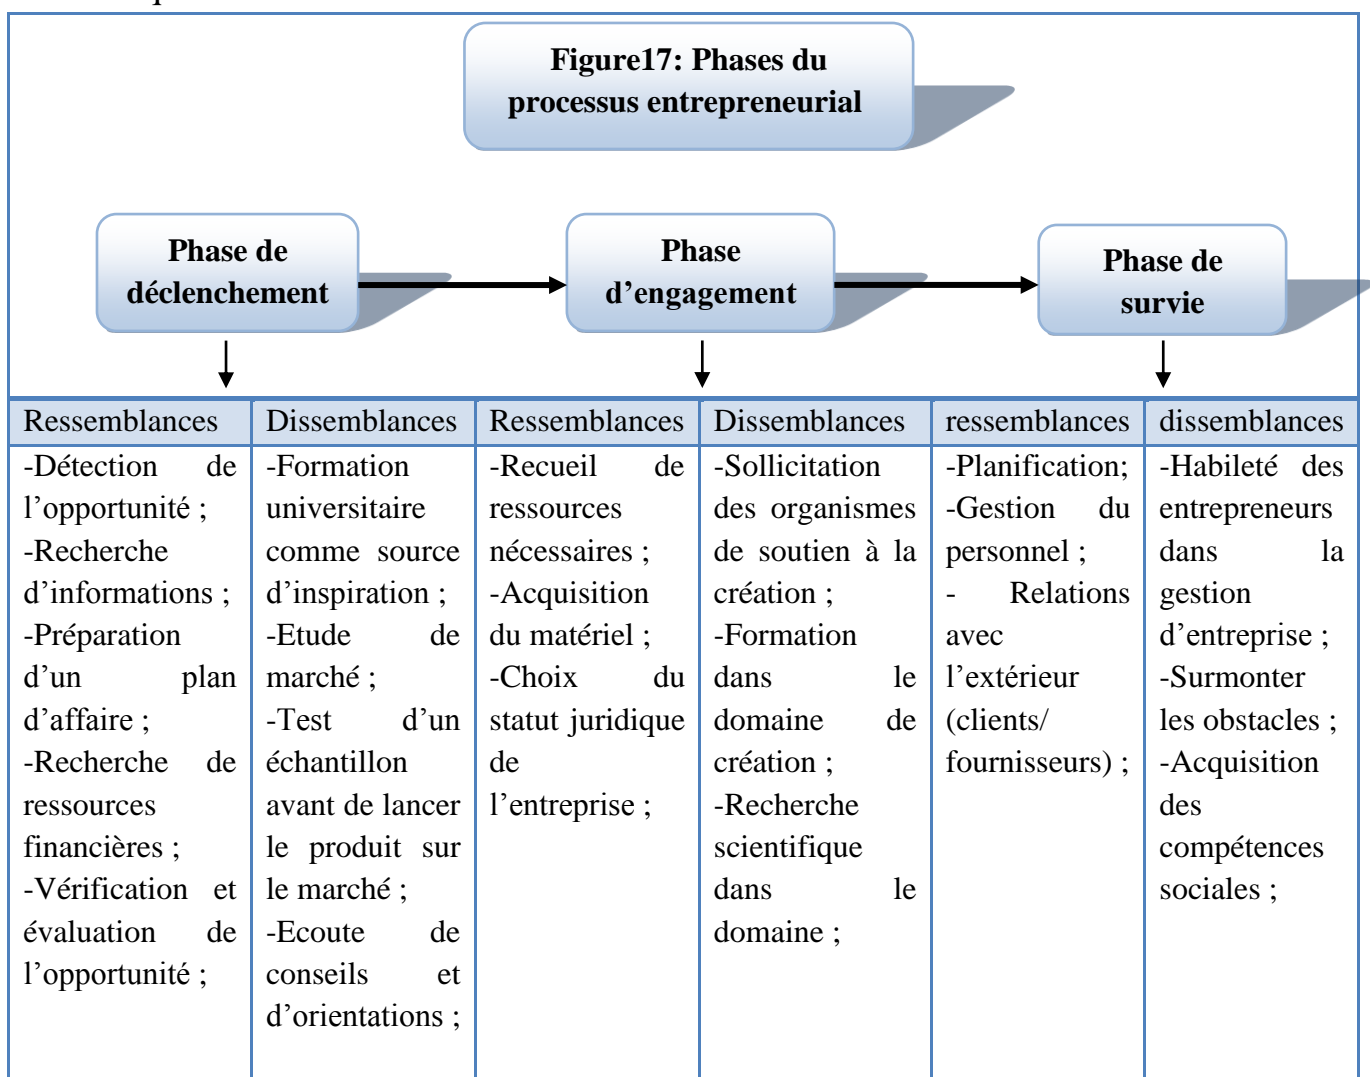 Figure17: Phases du
processus entrepreneurial
Phase de
déclenchement
Phase
d’engagement
Phase de
survie
Ressemblances
-Détection de
l’opportunité ;
-Recherche
d’informations ;
-Préparation
d’un plan
d’affaire ;
-Recherche de
ressources
financières ;
-Vérification et
évaluation de
l’opportunité ;
Dissemblances
-Formation
universitaire
comme source
d’inspiration ;
-Etude de
marché ;
-Test d’un
échantillon
avant de lancer
le produit sur
le marché ;
-Ecoute de
conseils et
d’orientations ;
Ressemblances
-Recueil de
ressources
nécessaires ;
-Acquisition
du matériel ;
-Choix du
statut juridique
de
l’entreprise ;
Dissemblances
-Sollicitation
des organismes
de soutien à la
création ;
-Formation
dans le
domaine de
création ;
-Recherche
scientifique
dans le
domaine ;
ressemblances
-Planification;
-Gestion du
personnel ;
- Relations
avec
l’extérieur
(clients/
fournisseurs) ;
dissemblances
-Habileté des
entrepreneurs
dans la
gestion
d’entreprise ;
-Surmonter
les obstacles ;
-Acquisition
des
compétences
sociales ;